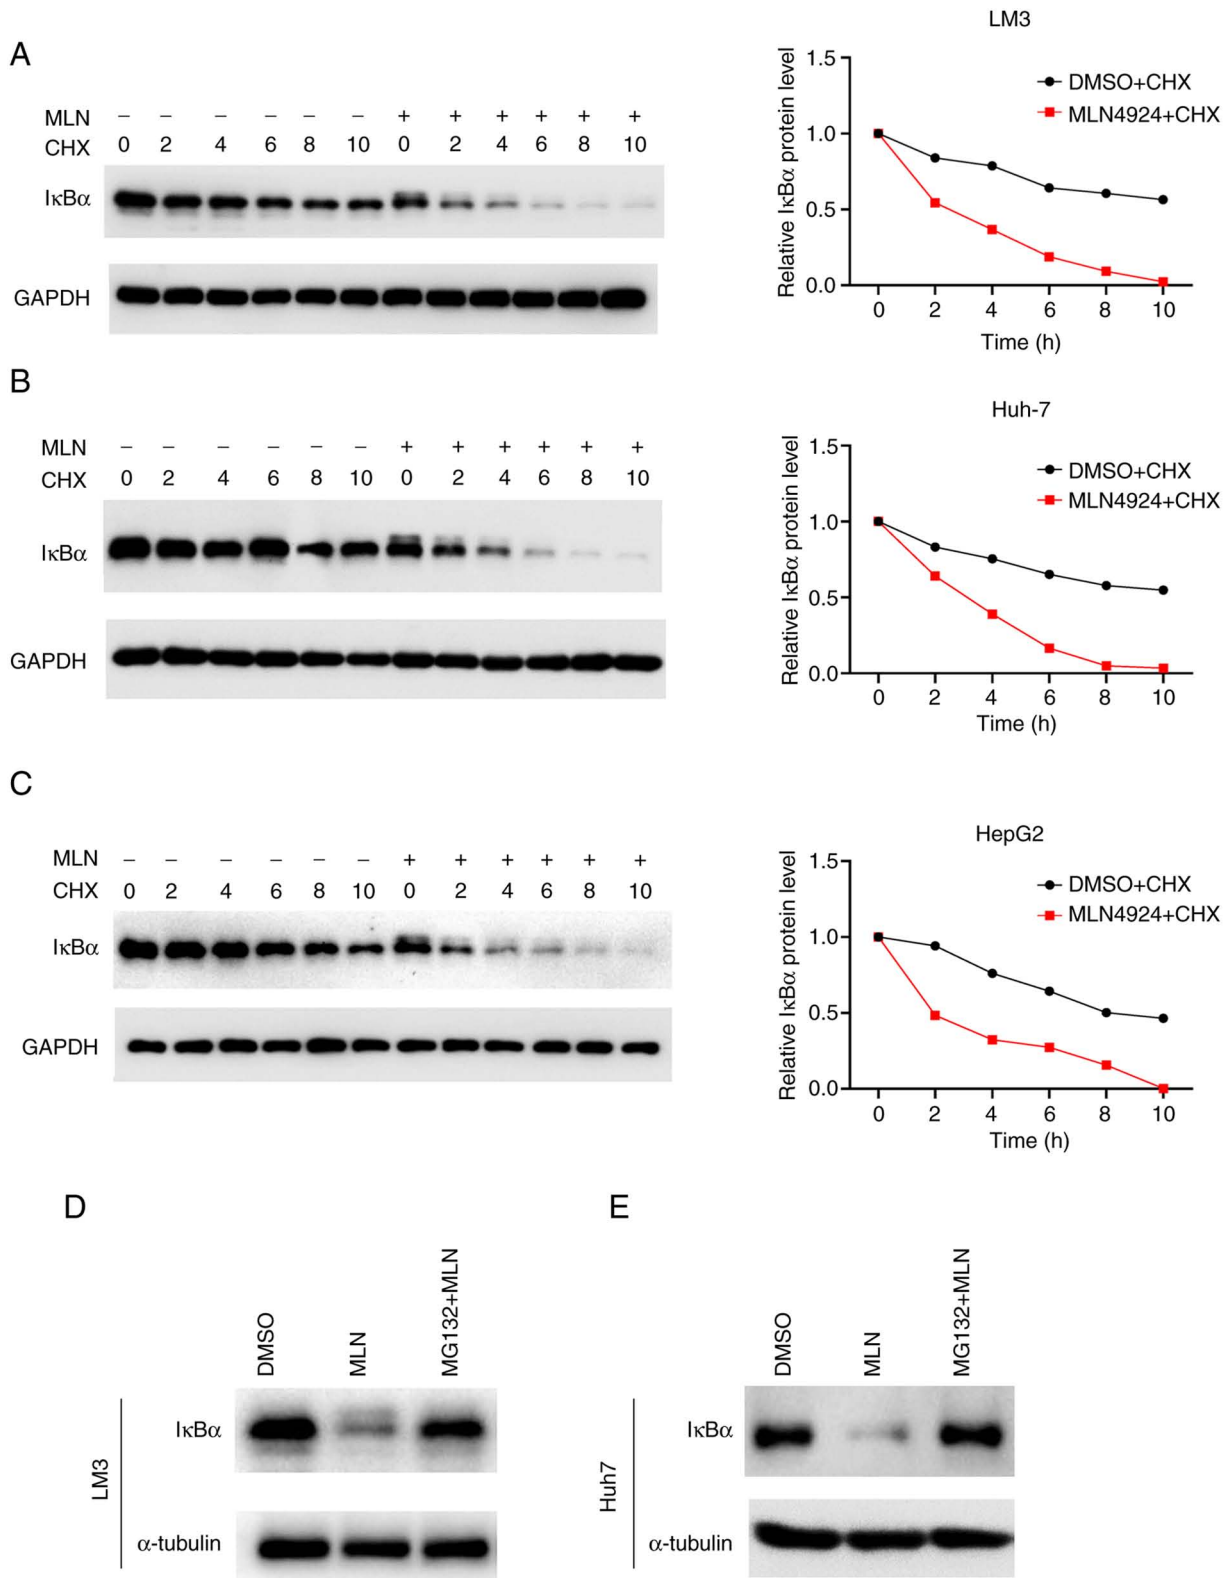 A
MLN – – – – – – + + + + + +
CHX 0 2 4 6 8 10 0 2 4 6 8 10
IκBα
GAPDH
LM3
Relative IκBα protein level
1.5
1.0
0.5
0.0
DMSO+CHX
MLN4924+CHX
0 2 4 6 8 10
Time (h)
B
MLN – – – – – – + + + + + +
CHX 0 2 4 6 8 10 0 2 4 6 8 10
IκBα
GAPDH
Huh-7
Relative IκBα protein level
1.5
1.0
0.5
0.0
DMSO+CHX
MLN4924+CHX
0 2 4 6 8 10
Time (h)
C
MLN – – – – – – + + + + + +
CHX 0 2 4 6 8 10 0 2 4 6 8 10
IκBα
GAPDH
HepG2
Relative IκBα protein level
1.5
1.0
0.5
0.0
DMSO+CHX
MLN4924+CHX
0 2 4 6 8 10
Time (h)
D
DMSO
MLN
MG132+MLN
LM3
IκBα
α-tubulin
E
DMSO
MLN
MG132+MLN
Huh7
IκBα
α-tubulin